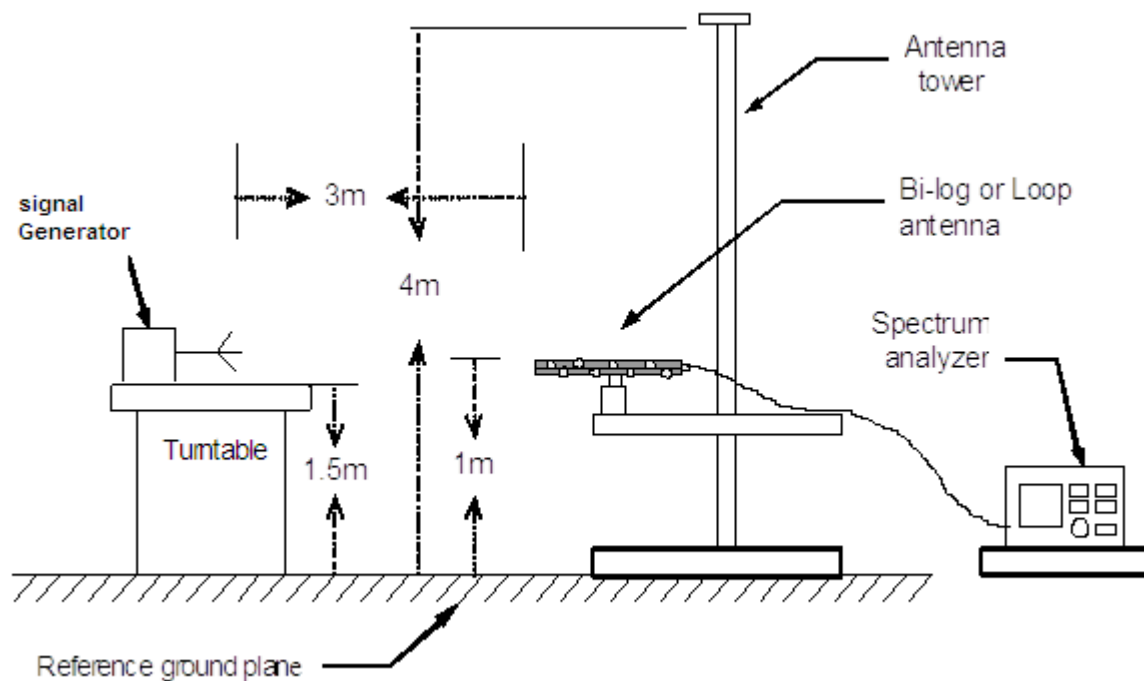 Antenna
tower
3m
signal
Generator
Bi-log or Loop
antenna
4m
Spectrum
analyzer
Turntable
1.5m
1m
Reference ground plane